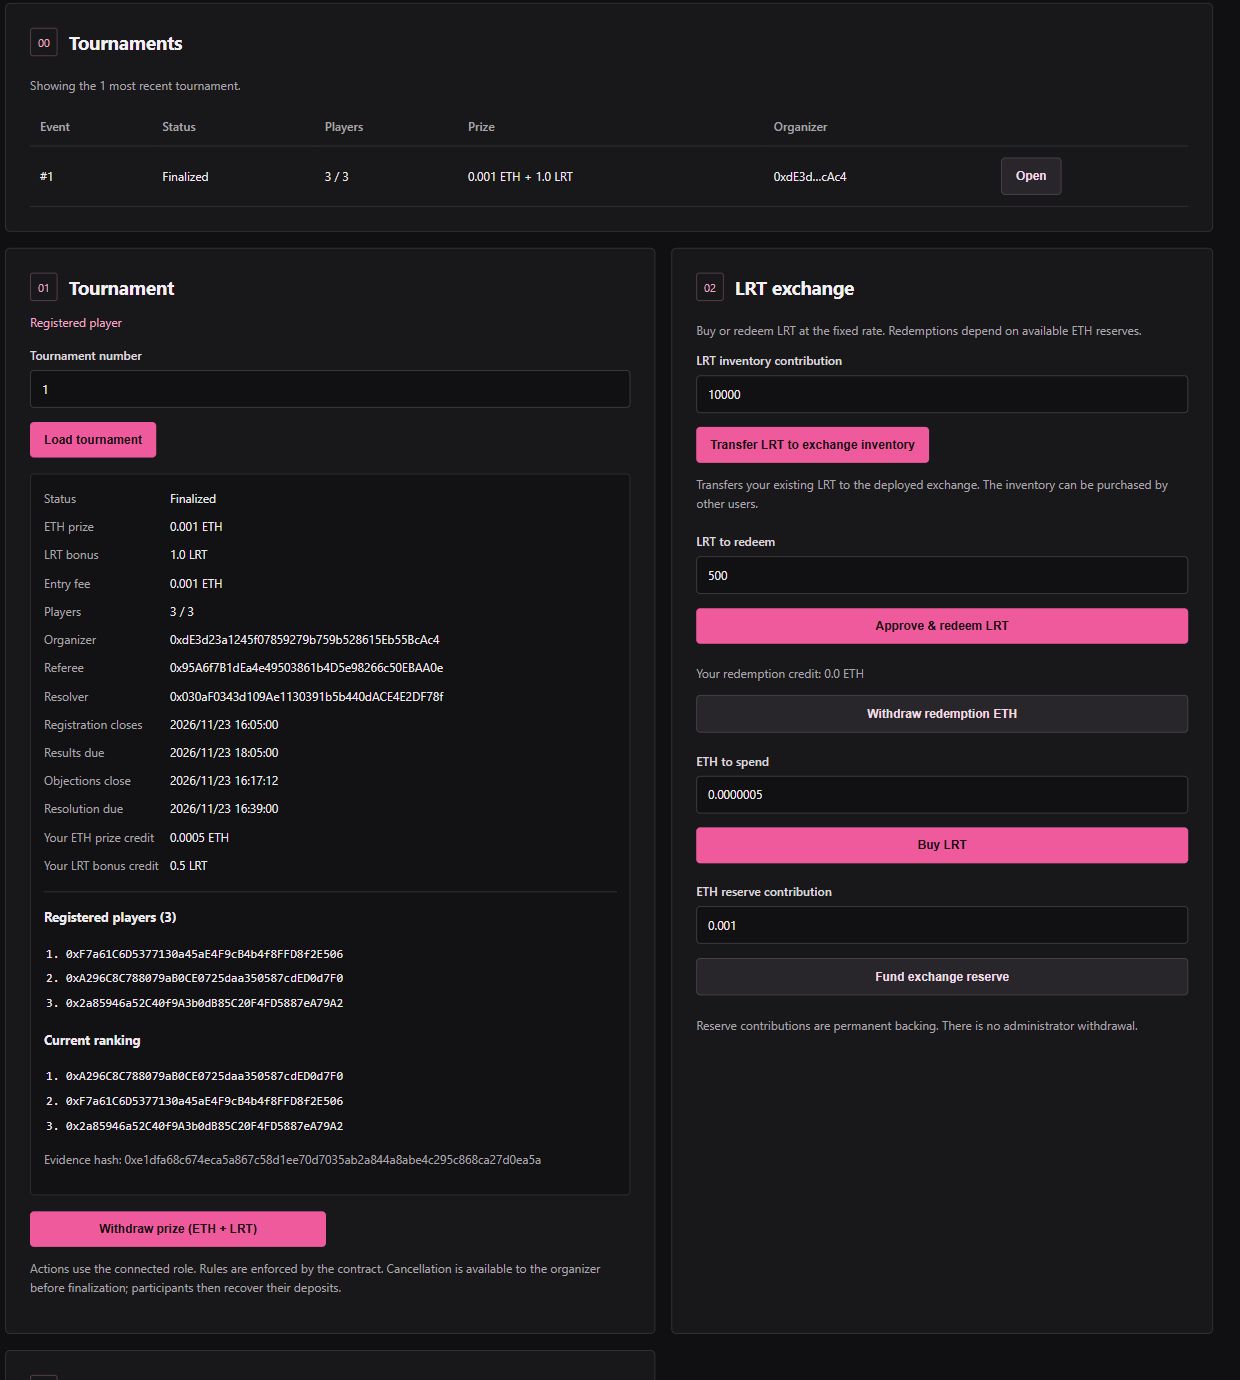 00 Tournaments
Showing the 1 most recent tournament.
Event Status Players Prize Organizer
#1 Finalized 3 / 3 0.001 ETH + 1.0 LRT 0xdE3d...cAc4 Open
01 Tournament
Registered player
Tournament number
1
Load tournament
Status Finalized
ETH prize 0.001 ETH
LRT bonus 1.0 LRT
Entry fee 0.001 ETH
Players 3 / 3
Organizer 0xdE3d23a1245f07859279b759b528615Eb55BcAc4
Referee 0x95A6f7B1dEa4e49503861b4D5e98266c50EBAA0e
Resolver 0x030aF0343d109Ae1130391b5b440dACE4E2DF78f
Registration closes 2026/11/23 16:05:00
Results due 2026/11/23 18:05:00
Objections close 2026/11/23 16:17:12
Resolution due 2026/11/23 16:39:00
Your ETH prize credit 0.0005 ETH
Your LRT bonus credit 0.5 LRT
Registered players (3)
1. 0xF7a61C6D5377130a45aE4F9cB4b4f8FFD8f2E506
2. 0xA296C8C788079aB0CE0725daa350587cdED0d7F0
3. 0x2a85946a52C40f9A3b0dB85C20F4FD5887eA79A2
Current ranking
1. 0xA296C8C788079aB0CE0725daa350587cdED0d7F0
2. 0xF7a61C6D5377130a45aE4F9cB4b4f8FFD8f2E506
3. 0x2a85946a52C40f9A3b0dB85C20F4FD5887eA79A2
Evidence hash: 0xe1dfa68c674eca5a867c58d1ee70d7035ab2a844a8abe4c295c868ca27d0ea5a
Withdraw prize (ETH + LRT)
Actions use the connected role. Rules are enforced by the contract. Cancellation is available to the organizer
before finalization; participants then recover their deposits.
02 LRT exchange
Buy or redeem LRT at the fixed rate. Redemptions depend on available ETH reserves.
LRT inventory contribution
10000
Transfer LRT to exchange inventory
Transfers your existing LRT to the deployed exchange. The inventory can be purchased by
other users.
LRT to redeem
500
Approve & redeem LRT
Your redemption credit: 0.0 ETH
Withdraw redemption ETH
ETH to spend
0.0000005
Buy LRT
ETH reserve contribution
0.001
Fund exchange reserve
Reserve contributions are permanent backing. There is no administrator withdrawal.